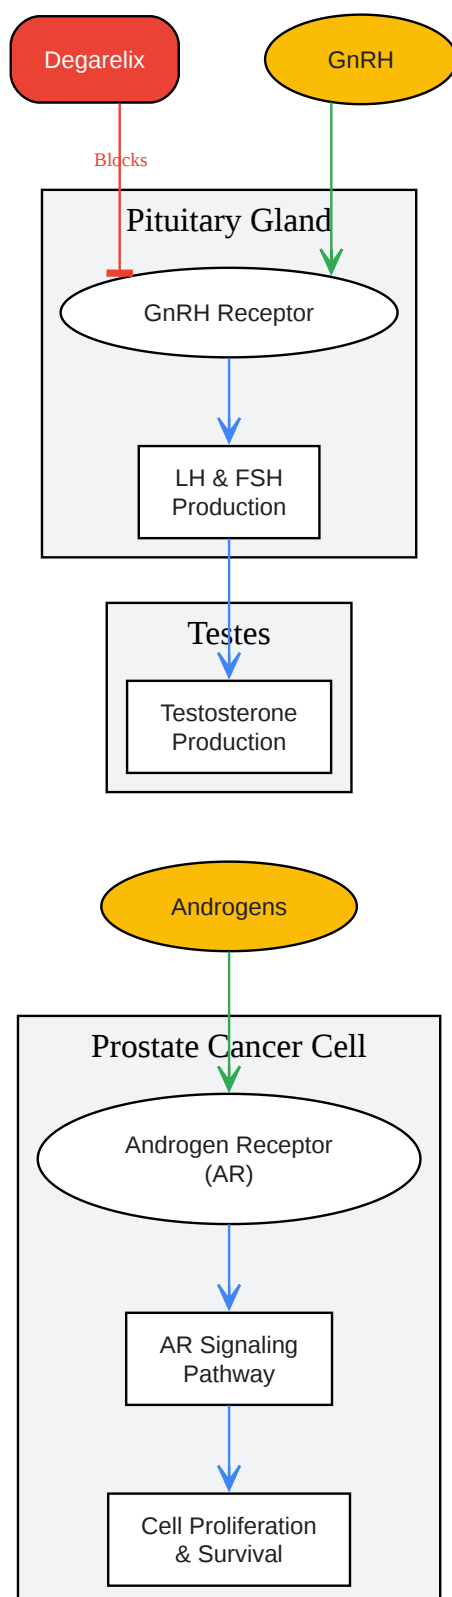 Degarelix
GnRH
Blocks
Pituitary Gland
GnRH Receptor
LH & FSH
Production
Testes
Testosterone
Production
Androgens
Prostate Cancer Cell
Androgen Receptor
(AR)
AR Signaling
Pathway
Cell Proliferation
& Survival